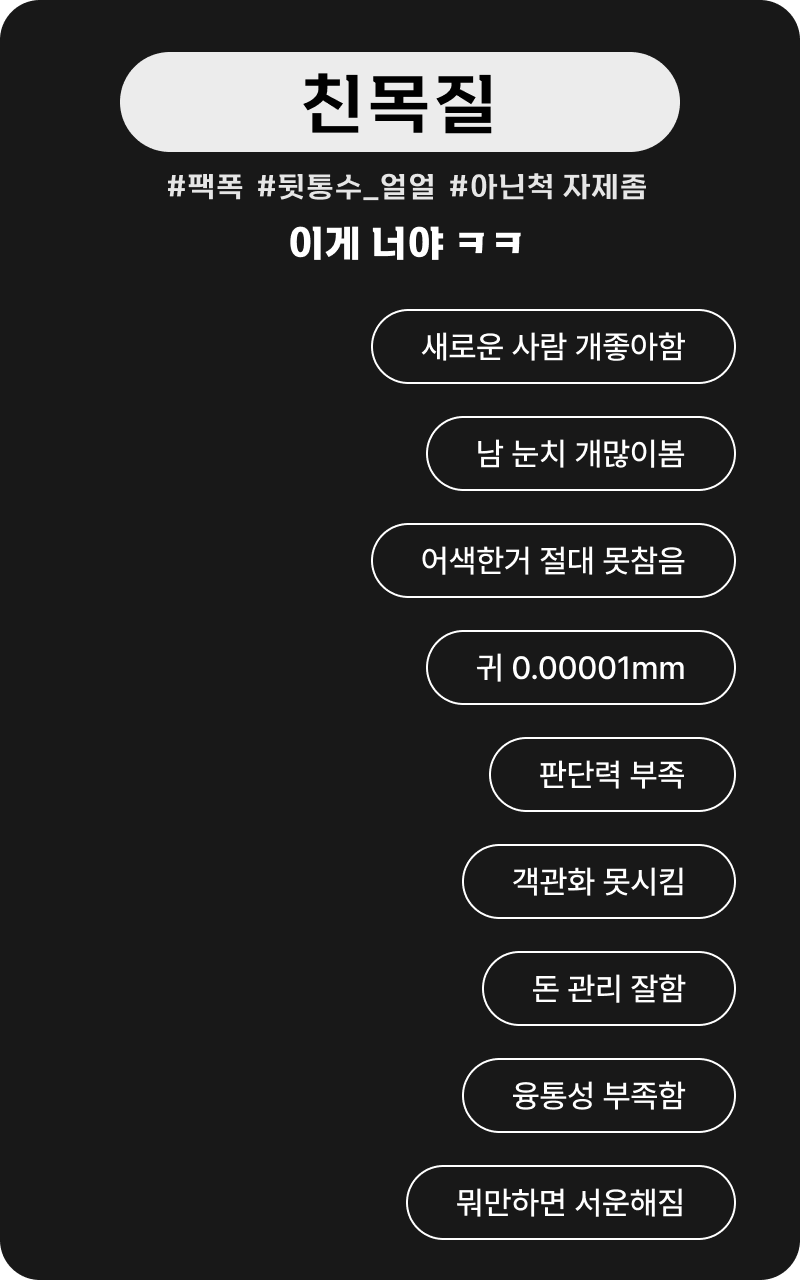 친목질
#팩폭 #뒷통수_얼얼 #아닌척 자제좀
이게 너야 ㅋㅋ
새로운 사람 개좋아함
남 눈치 개많이봄
어색한거 절대 못참음
귀 0.00001mm
판단력 부족
객관화 못시킴
돈 관리 잘함
융통성 부족함
뭐만하면 서운해짐